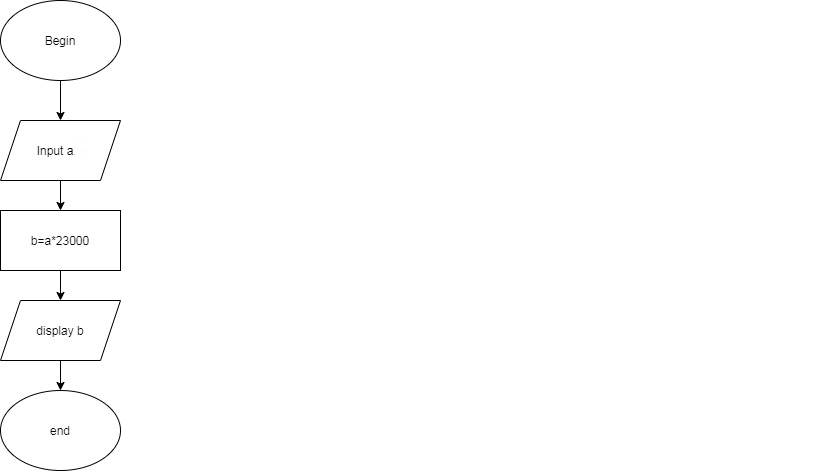 Begin
Input a
b=a*23000
display b
end